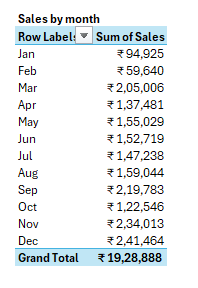 Sales by month
Row Labels Sum of Sales
Jan ₹ 94,925
Feb ₹ 59,640
Mar ₹ 2,05,006
Apr ₹ 1,37,481
May ₹ 1,55,029
Jun ₹ 1,52,719
Jul ₹ 1,47,238
Aug ₹ 1,59,044
Sep ₹ 2,19,783
Oct ₹ 1,22,546
Nov ₹ 2,34,013
Dec ₹ 2,41,464
Grand Total ₹ 19,28,888